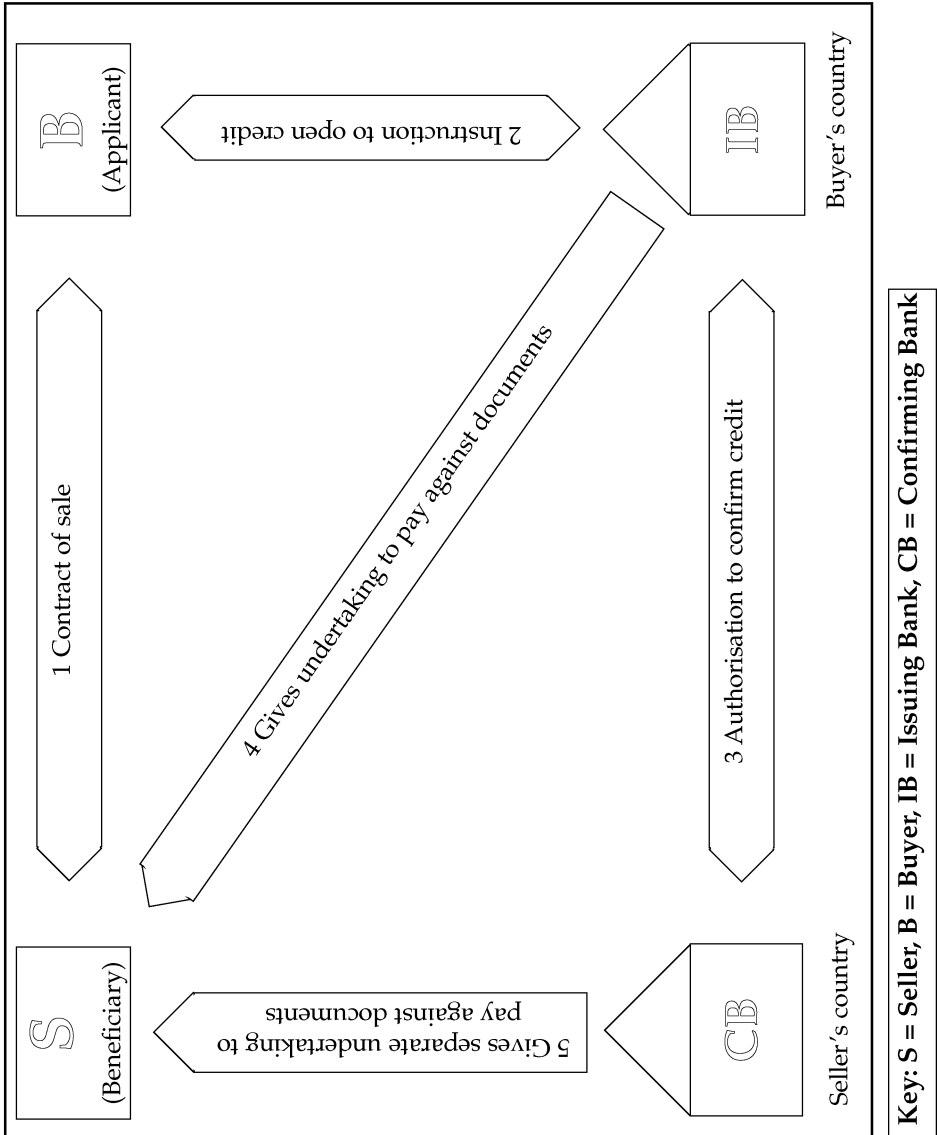 S
(Beneficiary)
1 Contract of sale
B
(Applicant)
2 Instruction to open credit
4 Gives undertaking to pay against documents
5 Gives separate undertaking to
pay against documents
3 Authorisation to confirm credit
CB
IB
Seller's country
Buyer's country
Key: S = Seller, B = Buyer, IB = Issuing Bank, CB = Confirming Bank